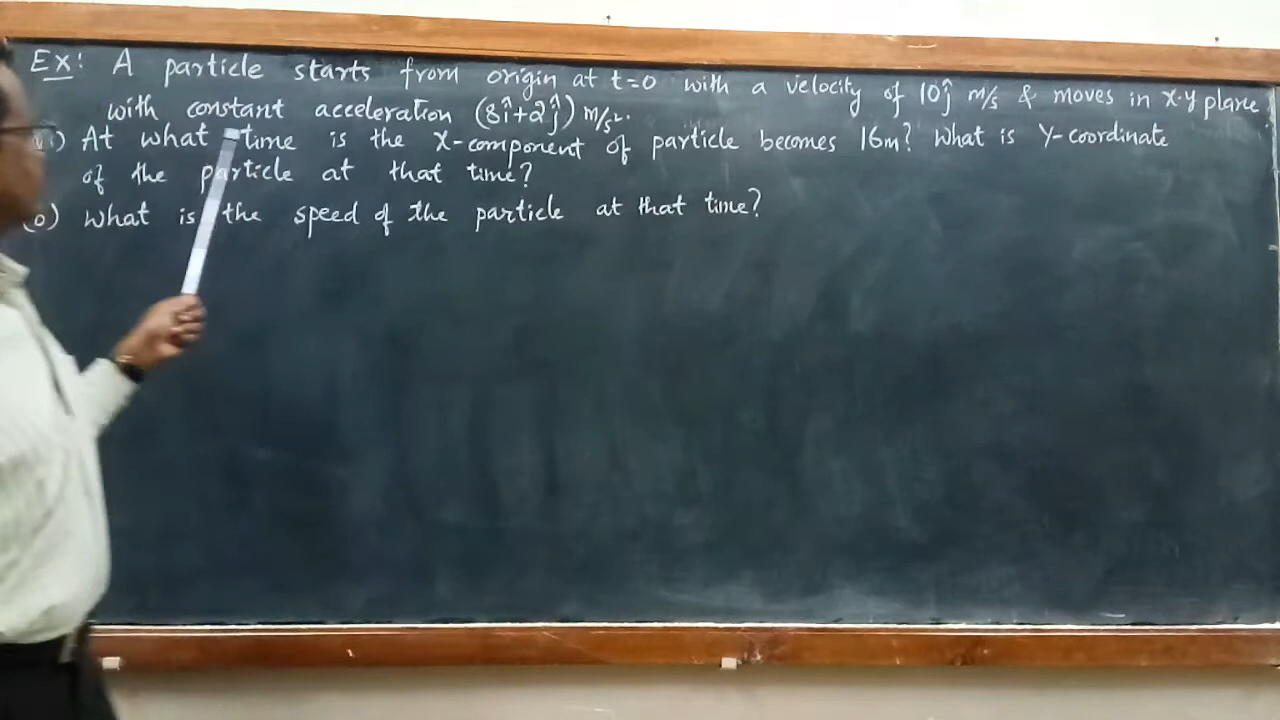 Ex: A particle starts from origin at t=0 with a velocity of 10ĵ m/s & moves in x-y plane
with constant acceleration (8î+2ĵ) m/s².
i) At what time is the x-component of particle becomes 16m? What is Y-coordinate
of the particle at that time?
What is the speed of the particle at that time?